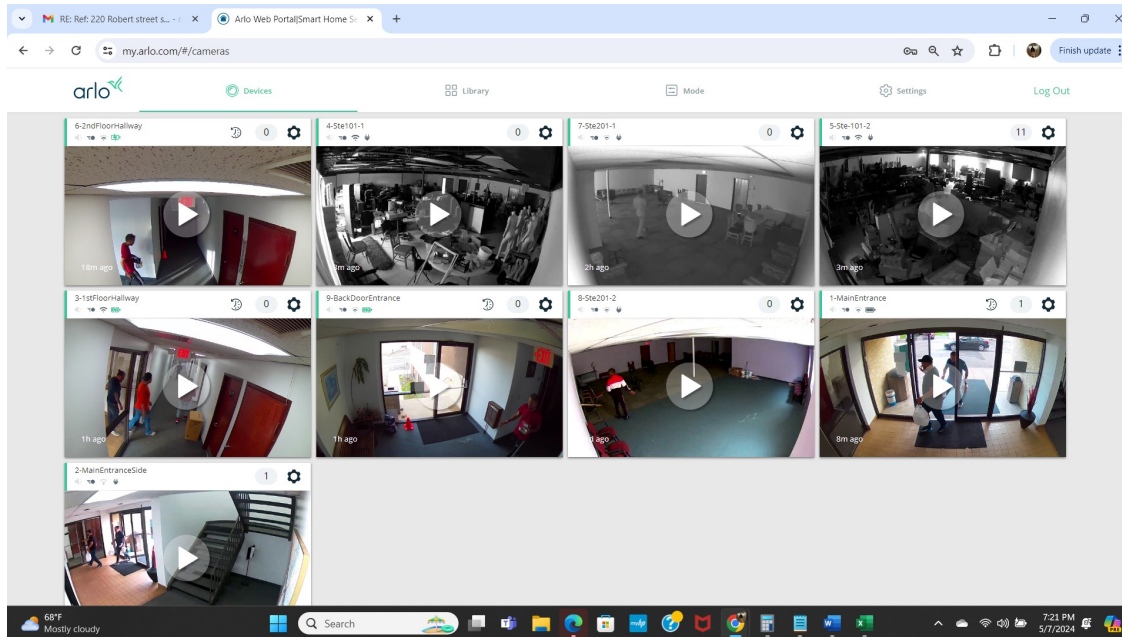 RE: Ref: 220 Robert street s... -
Arlo Web Portal|Smart Home Se
my.arlo.com/#/cameras
Finish update
arlo
Devices
Library
Mode
Settings
Log Out
6-2ndFloorHallway
0
4-Ste101-1
0
7-Ste201-1
0
5-Ste-101-2
11
18m ago
m ago
2h ago
3m ago
3-1stFloorHallway
0
9-BackDoorEntrance
0
8-Ste201-2
0
1-MainEntrance
1
EXIT
EXIT
1h ago
1h ago
d ago
8m ago
2-MainEntranceSide
1
68°F
Mostly cloudy
Search
7:21 PM
5/7/2024